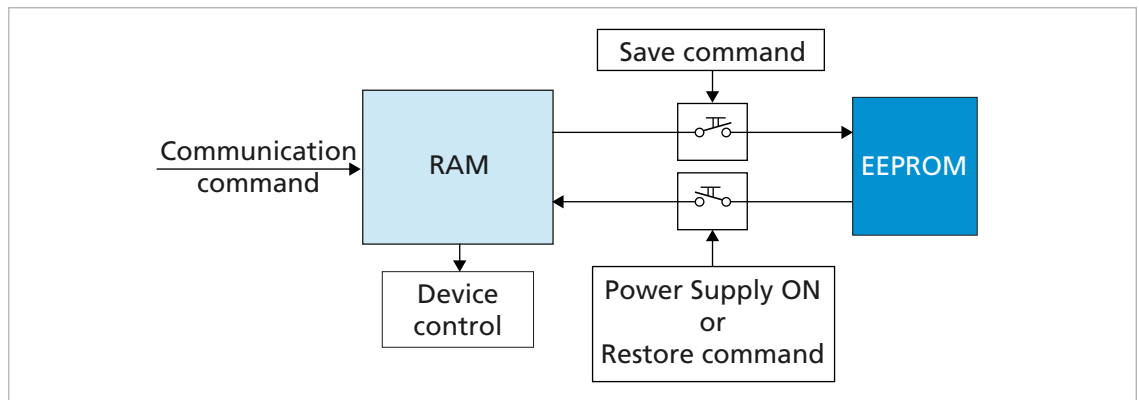 Save command
Communication
command
RAM
EEPROM
Device
control
Power Supply ON
or
Restore command